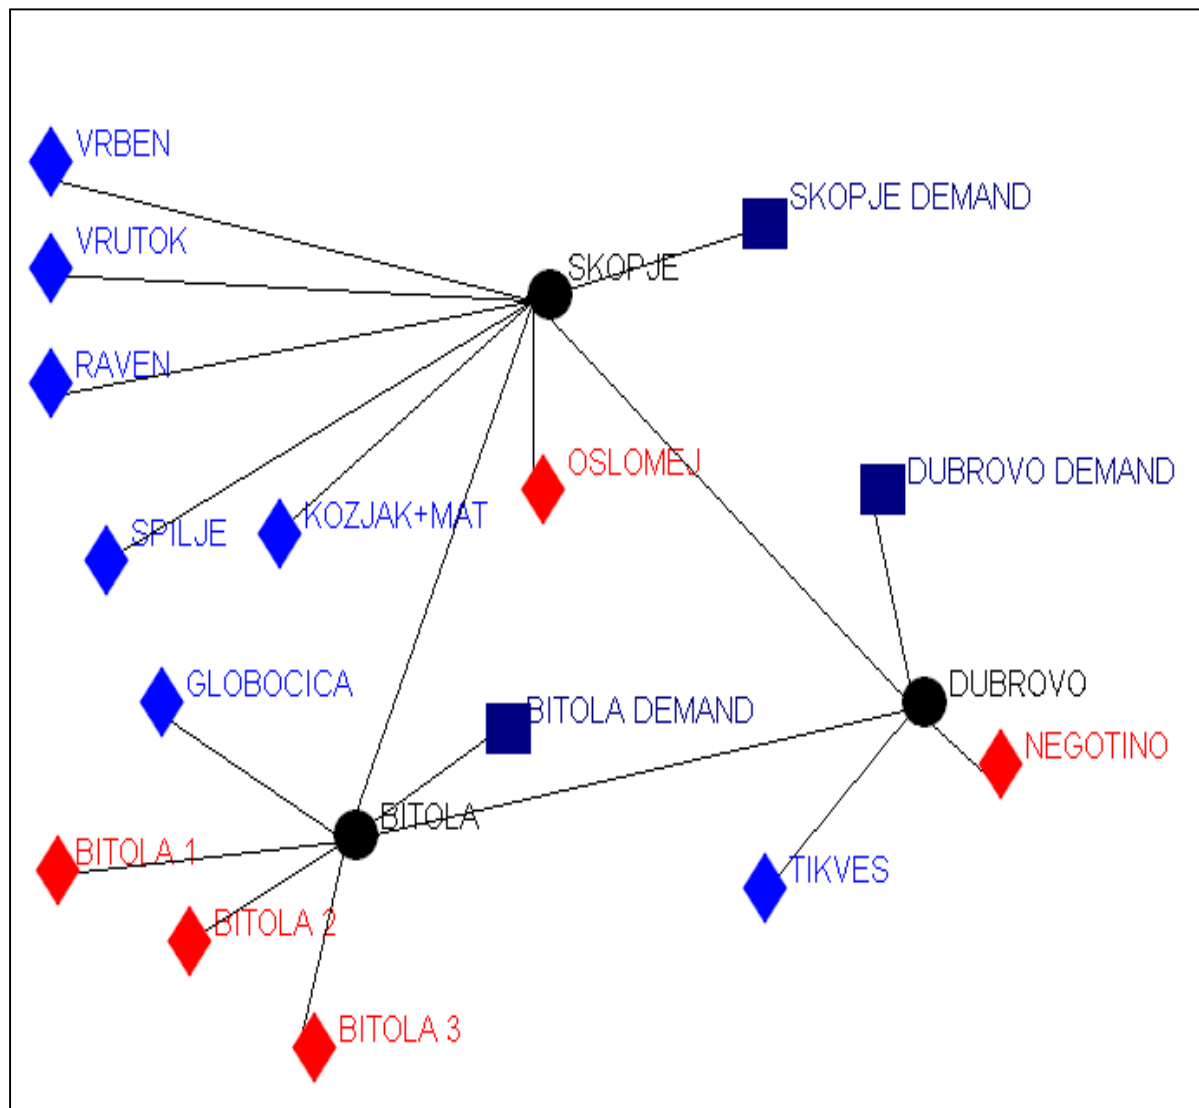 VRBEN
SKOPJE DEMAND
VRUTOK
SKOPJE
RAVEN
OSLOMEJ
DUBROVO DEMAND
KOZJAK+MAT
SPILJE
GLOBOCICA
DUBROVO
BITOLA DEMAND
NEGOTINO
BITOLA
BITOLA 1
TIKVES
BITOLA 2
BITOLA 3